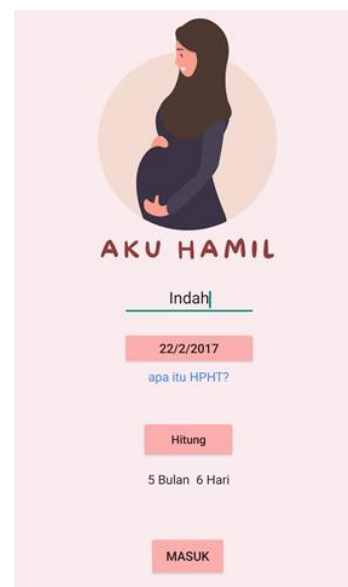 AKU HAMIL
Indah
22/2/2017
apa itu HPHT?
Hitung
5 Bulan 6 Hari
MASUK